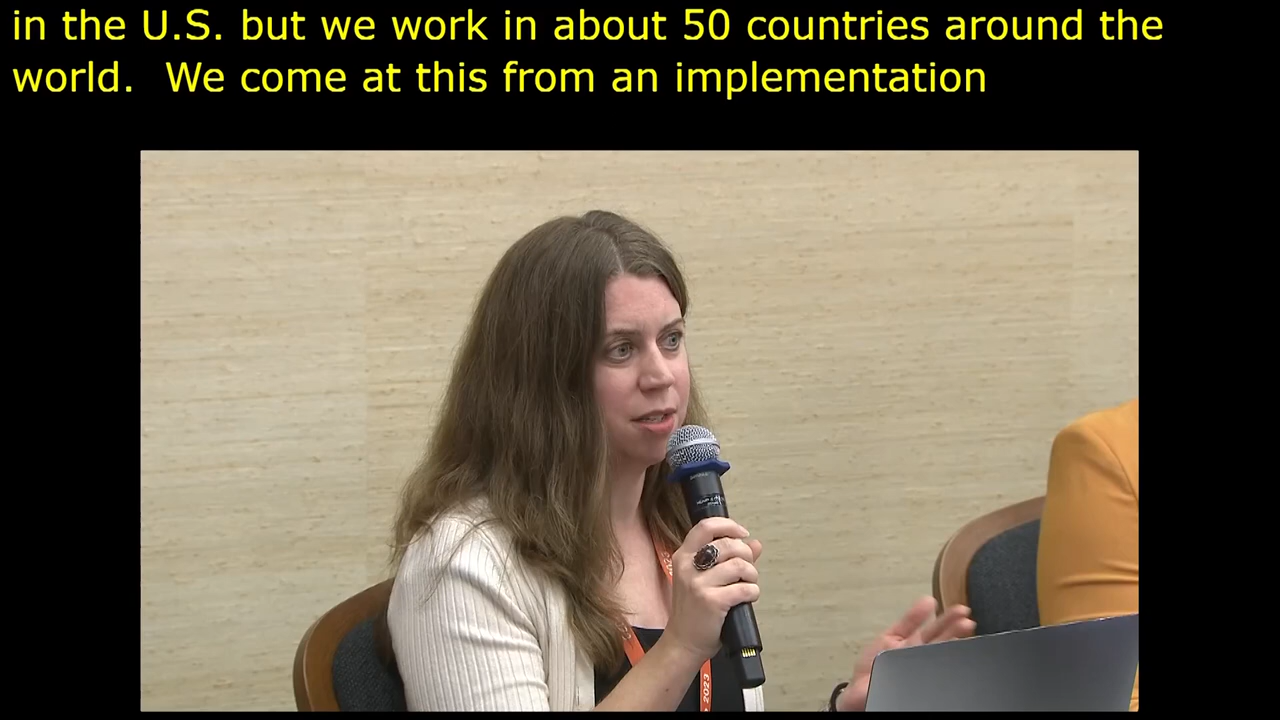 in the U.S. but we work in about 50 countries around the
world.  We come at this from an implementation
2023